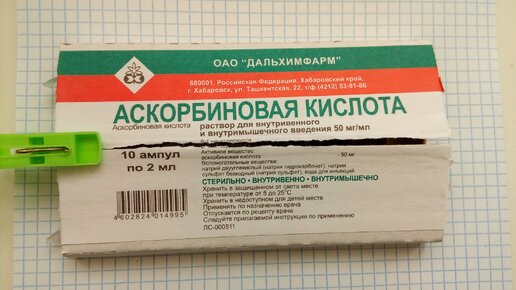 ОАО "ДАЛЬХИМФАРМ"
680001, Российская Федерация, Хабаровский край,
г. Хабаровск, ул. Ташкентская, 22, т/ф (4212) 53-91-86
АСКОРБИНОВАЯ КИСЛОТА
Аскорбиновая кислота
раствор для внутривенного
и внутримышечного введения 50 мг/мл
10 ампул
по 2 мл
Активное вещество:
аскорбиновая кислота - 50 мг
Вспомогательные вещества:
натрия двууглекислый (натрия гидрокарбонат), натрия
сульфит безводный (натрия сульфит), вода для инъекций
СТЕРИЛЬНО • ВНУТРИВЕННО • ВНУТРИМЫШЕЧНО
Хранить в защищенном от света месте
при температуре от 5 до 25°С
Хранить в недоступном для детей месте
Применять по назначению врача
Отпускается по рецепту врача
Следуйте прилагаемой инструкции по применению
ЛС-000511
4602824014995